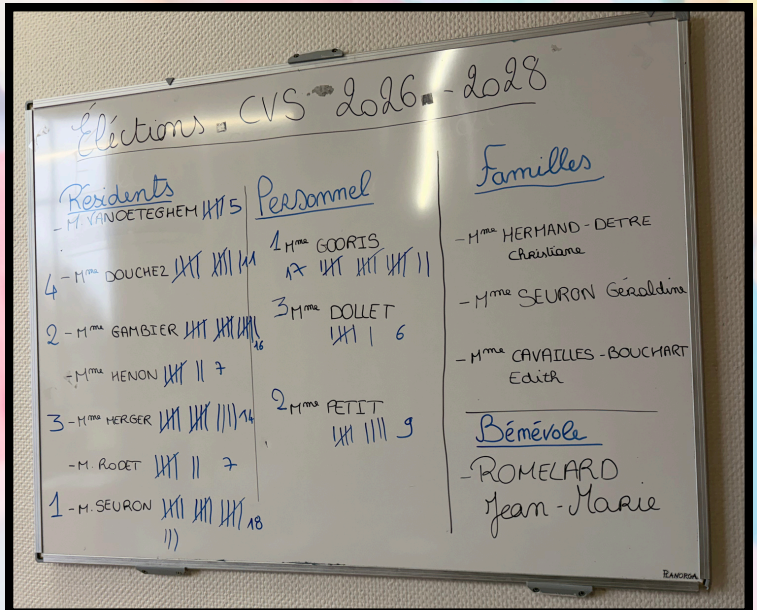 Éléctions. CVS 2026. - 2028
Résidents
- M. VANOETEGHEM 5
4 - Mme DOUCHEZ 11
2 - Mme GAMBIER 16
- Mme HENON 7
3 - Mme MERGER 14
- M. RODET 7
1 - M. SEURON 18
Personnel
1 Mme GOORIS
17
3 Mme DOLLET
6
2 Mme PETIT
9
Familles
- Mme HERMAND - DETRE
Christiane
- Mme SEURON Géraldine
- Mme CAVAILLES - BOUCHART
Edith
Bémévole
- ROMELARD
Jean - Marie
PLANORGA